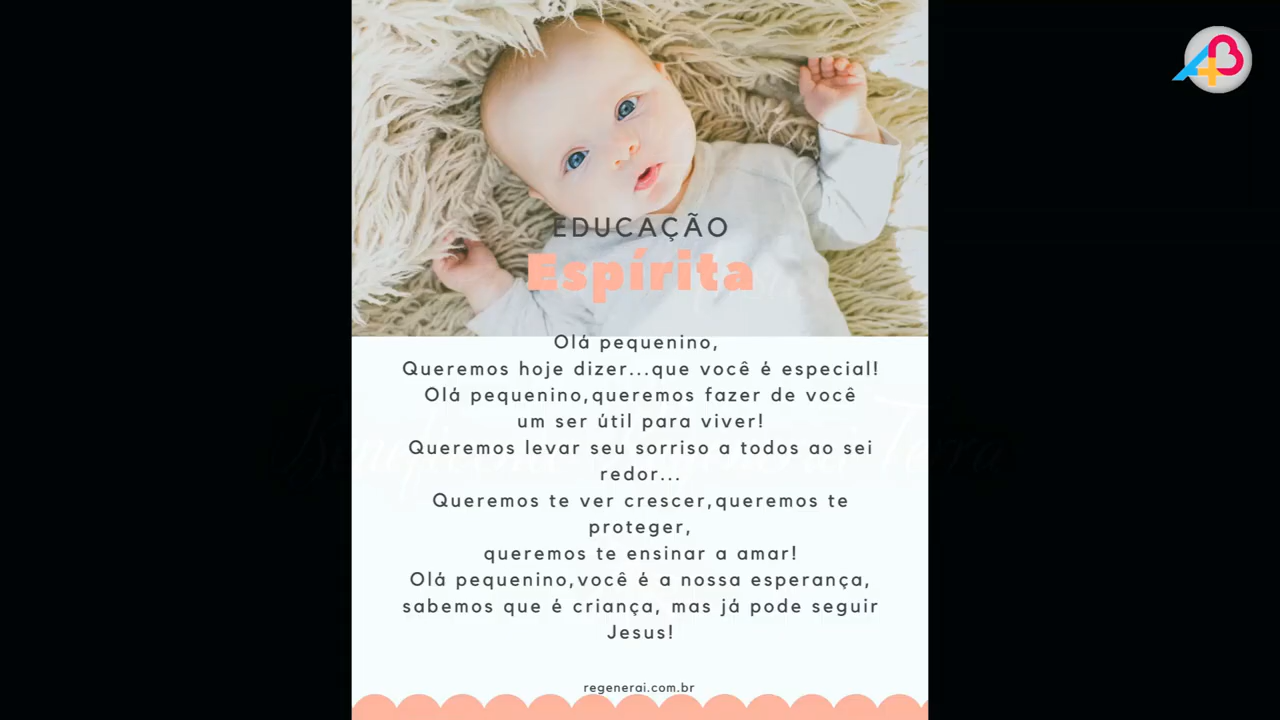 EDUCAÇÃO
Espírita
Olá pequenino,
Queremos hoje dizer...que você é especial!
Olá pequenino,queremos fazer de você
um ser útil para viver!
Queremos levar seu sorriso a todos ao sei
redor...
Queremos te ver crescer,queremos te
proteger,
queremos te ensinar a amar!
Olá pequenino,você é a nossa esperança,
sabemos que é criança, mas já pode seguir
Jesus!
regenerai.com.br